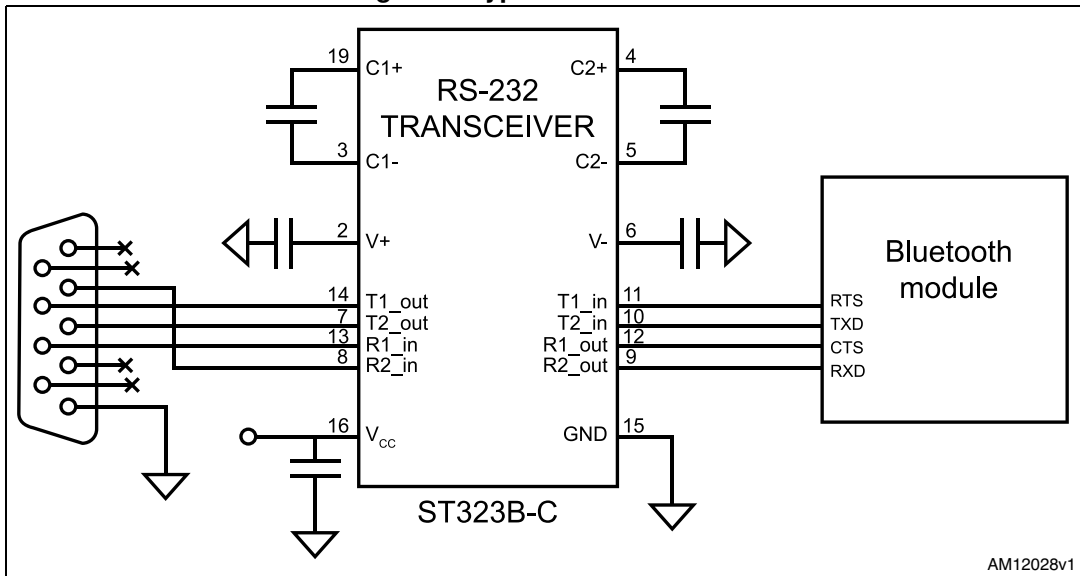 19 C1+ C2+ 4
RS-232
TRANSCEIVER
3 C1- C2- 5
2 V+ V- 6
Bluetooth
module
14 T1_out T1_in 11 RTS
7 T2_out T2_in 10 TXD
13 R1_in R1_out 12 CTS
8 R2_in R2_out 9 RXD
16 VCC GND 15
ST323B-C
AM12028v1